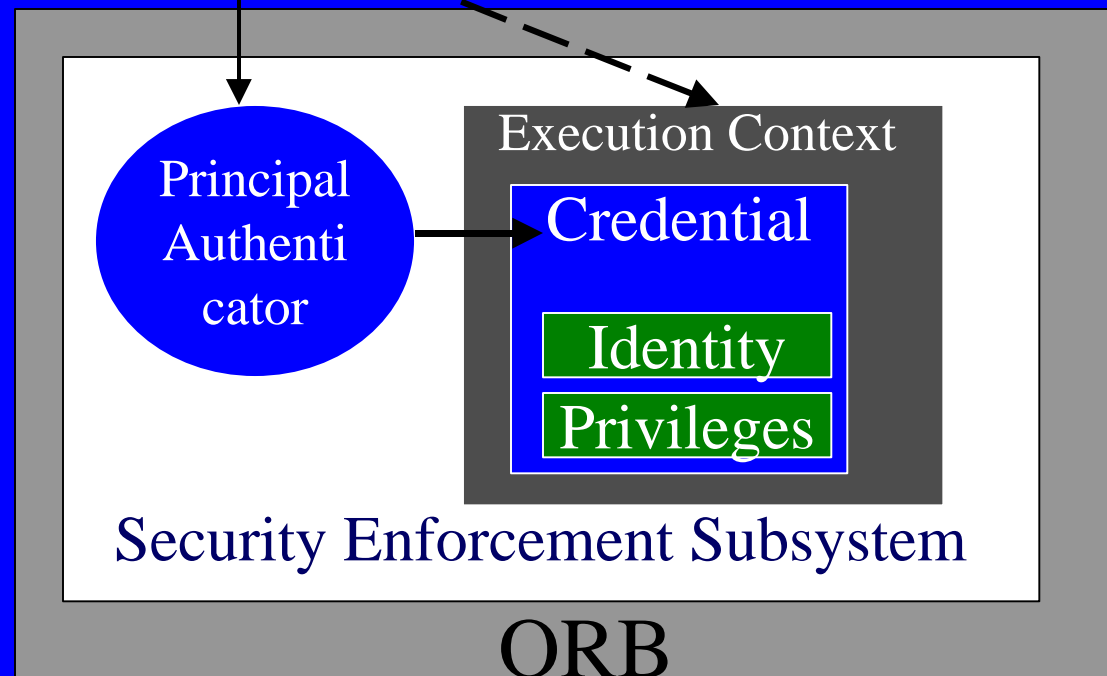 Execution Context
Principal
Authenti
cator
Credential
Identity
Privileges
Security Enforcement Subsystem
ORB